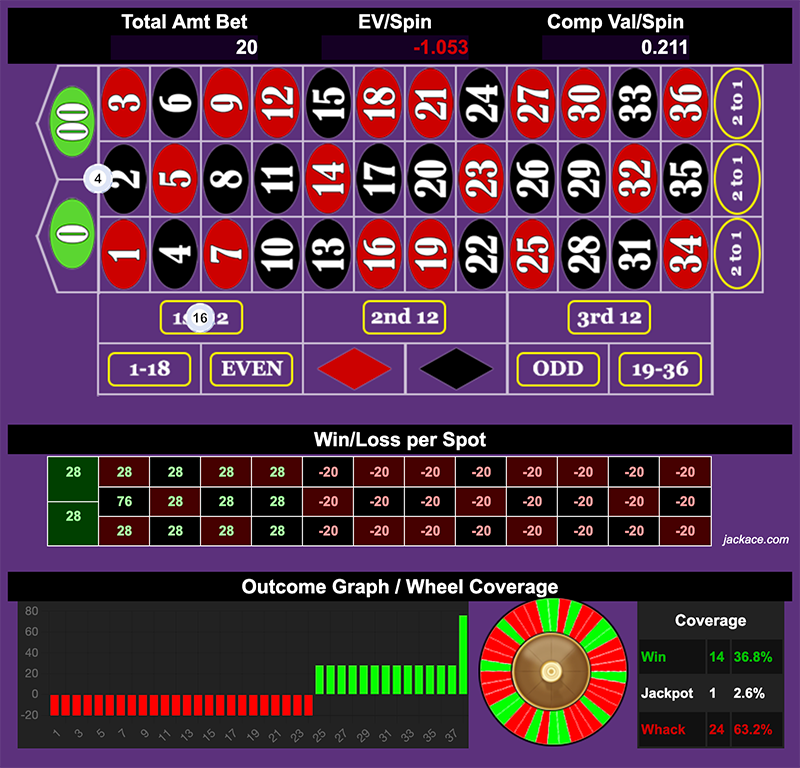 Total Amt Bet EV/Spin Comp Val/Spin
20 -1.053 0.211
00 3 6 9 12 15 18 21 24 27 30 33 36 2 to 1
4 2 5 8 11 14 17 20 23 26 29 32 35 2 to 1
0 1 4 7 10 13 16 19 22 25 28 31 34 2 to 1
16 2nd 12 3rd 12
1-18 EVEN ODD 19-36
Win/Loss per Spot
28 28 28 28 28 -20 -20 -20 -20 -20 -20 -20 -20
76 28 28 28 -20 -20 -20 -20 -20 -20 -20 -20
28 28 28 28 28 -20 -20 -20 -20 -20 -20 -20 -20
jackace.com
Outcome Graph / Wheel Coverage
80
60
40
20
0
-20
1 3 5 7 9 11 13 15 17 19 21 23 25 27 29 31 33 35 37
Coverage
Win 14 36.8%
Jackpot 1 2.6%
Whack 24 63.2%